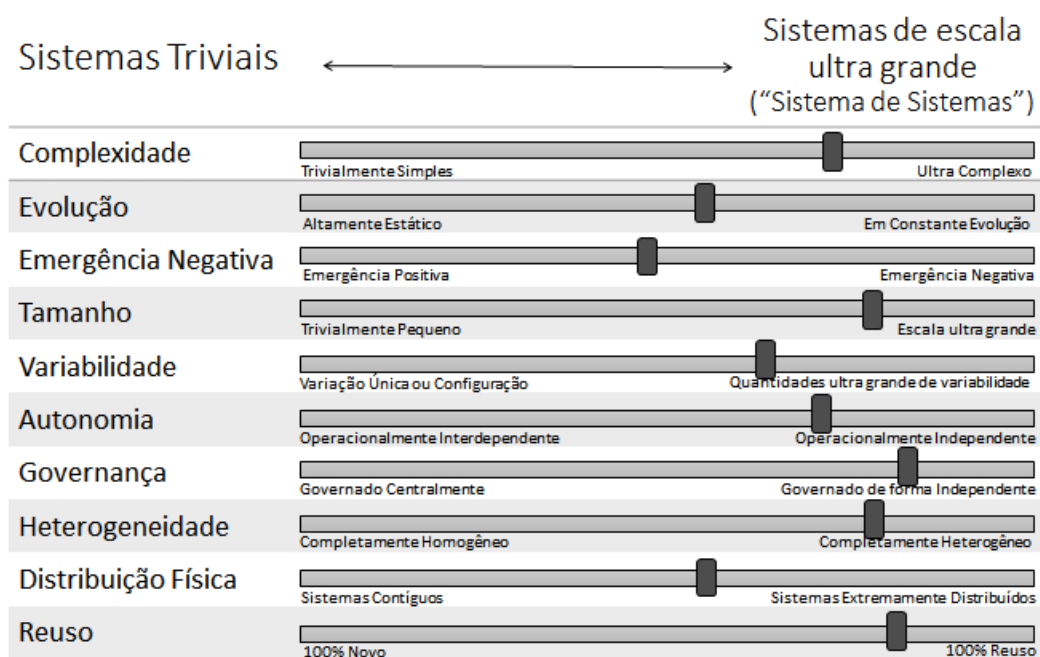 Sistemas Triviais
Sistemas de escala
ultra grande
(“Sistema de Sistemas”)
Complexidade
Trivialmente Simples
Ultra Complexo
Evolução
Altamente Estático
Em Constante Evolução
Emergência Negativa
Emergência Positiva
Emergência Negativa
Tamanho
Trivialmente Pequeno
Escala ultra grande
Variabilidade
Variação Única ou Configuração
Quantidades ultra grande de variabilidade
Autonomia
Operacionalmente Interdependente
Operacionalmente Independente
Governança
Governado Centralmente
Governado de forma Independente
Heterogeneidade
Completamente Homogêneo
Completamente Heterogêneo
Distribuição Física
Sistemas Contíguos
Sistemas Extremamente Distribuídos
Reuso
100% Novo
100% Reuso